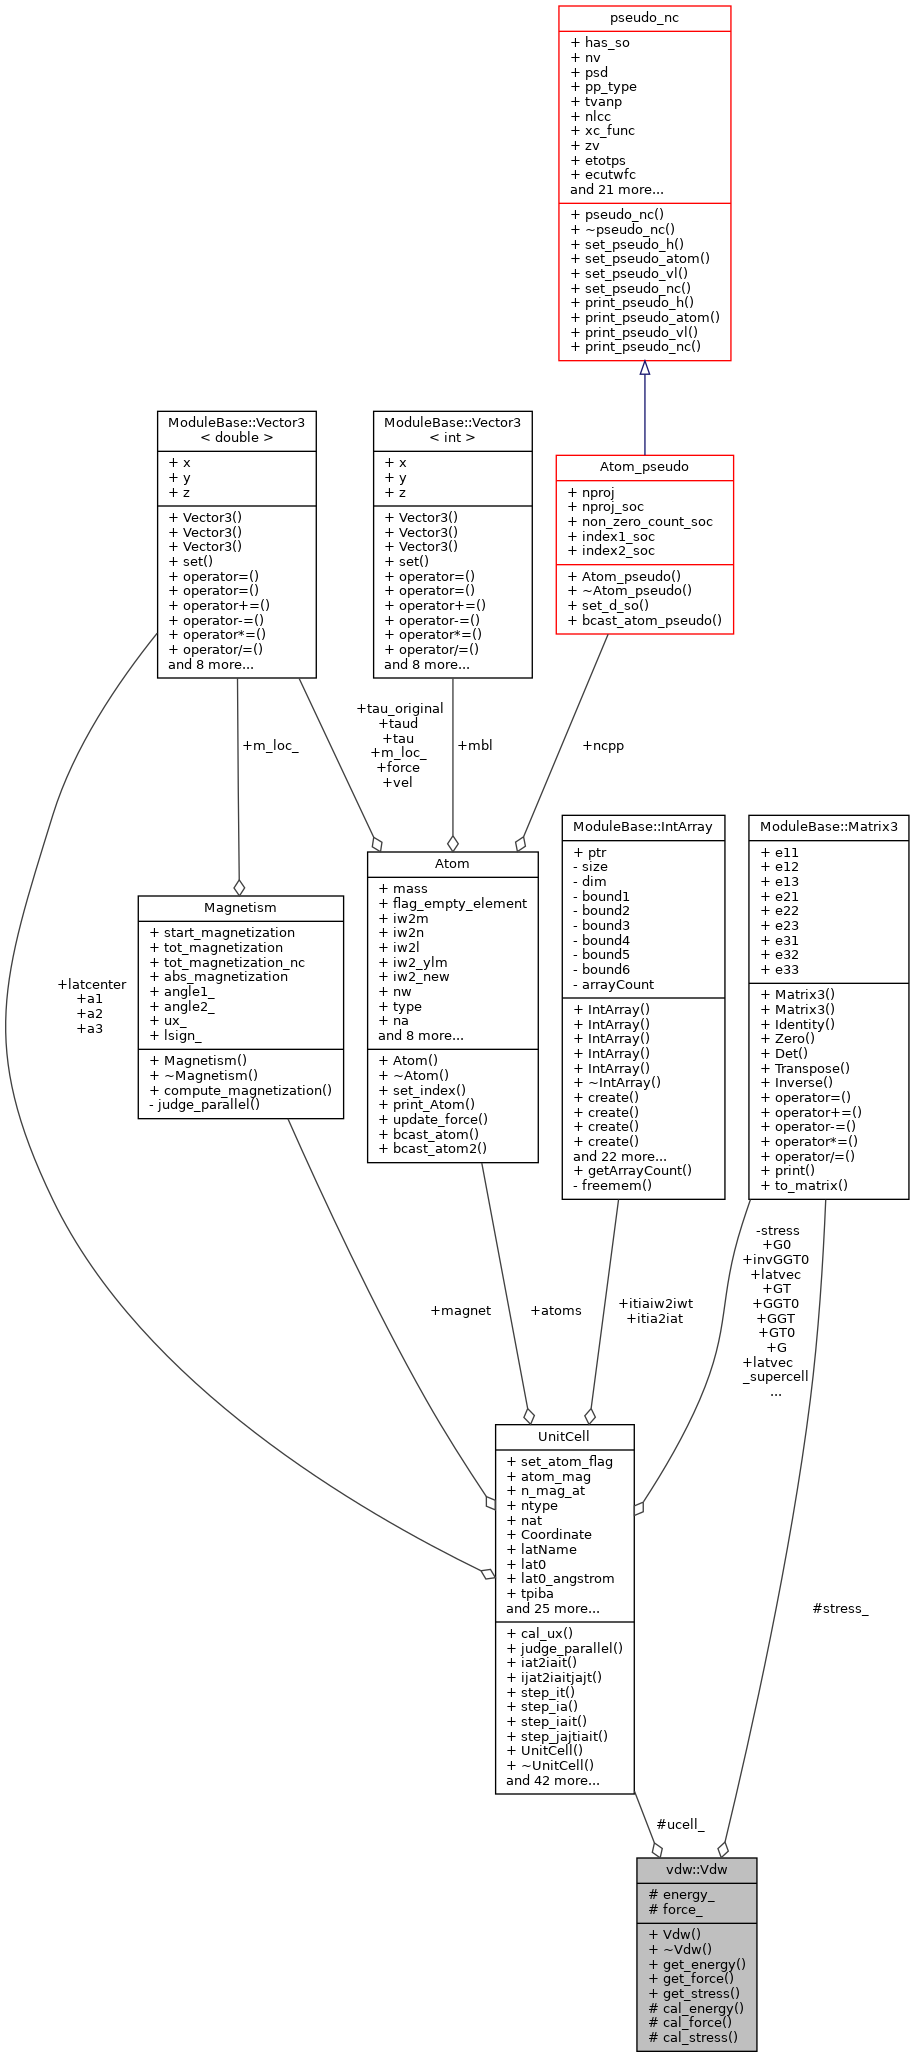 pseudo_nc
+ has_so
+ nv
+ psd
+ pp_type
+ tvanp
+ nlcc
+ xc_func
+ zv
+ etotps
+ ecutwfc
and 21 more...
+ pseudo_nc()
+ ~pseudo_nc()
+ set_pseudo_h()
+ set_pseudo_atom()
+ set_pseudo_vl()
+ set_pseudo_nc()
+ print_pseudo_h()
+ print_pseudo_atom()
+ print_pseudo_vl()
+ print_pseudo_nc()
ModuleBase::Vector3
< double >
+ x
+ y
+ z
+ Vector3()
+ Vector3()
+ Vector3()
+ set()
+ operator=()
+ operator=()
+ operator+=()
+ operator-=()
+ operator*=()
+ operator/=()
and 8 more...
ModuleBase::Vector3
< int >
+ x
+ y
+ z
+ Vector3()
+ Vector3()
+ Vector3()
+ set()
+ operator=()
+ operator=()
+ operator+=()
+ operator-=()
+ operator*=()
+ operator/=()
and 8 more...
Atom_pseudo
+ nproj
+ nproj_soc
+ non_zero_count_soc
+ index1_soc
+ index2_soc
+ Atom_pseudo()
+ ~Atom_pseudo()
+ set_d_so()
+ bcast_atom_pseudo()
+m_loc_
+tau_original
+taud
+tau
+m_loc_
+force
+vel
+mbl
+ncpp
+latcenter
+a1
+a2
+a3
Magnetism
+ start_magnetization
+ tot_magnetization
+ tot_magnetization_nc
+ abs_magnetization
+ angle1_
+ angle2_
+ ux_
+ lsign_
+ Magnetism()
+ ~Magnetism()
+ compute_magnetization()
- judge_parallel()
Atom
+ mass
+ flag_empty_element
+ iw2m
+ iw2n
+ iw2l
+ iw2_ylm
+ iw2_new
+ nw
+ type
+ na
and 8 more...
+ Atom()
+ ~Atom()
+ set_index()
+ print_Atom()
+ update_force()
+ bcast_atom()
+ bcast_atom2()
ModuleBase::IntArray
+ ptr
- size
- dim
- bound1
- bound2
- bound3
- bound4
- bound5
- bound6
- arrayCount
+ IntArray()
+ IntArray()
+ IntArray()
+ IntArray()
+ IntArray()
+ ~IntArray()
+ create()
+ create()
+ create()
+ create()
and 22 more...
+ getArrayCount()
- freemem()
ModuleBase::Matrix3
+ e11
+ e12
+ e13
+ e21
+ e22
+ e23
+ e31
+ e32
+ e33
+ Matrix3()
+ Matrix3()
+ Identity()
+ Zero()
+ Det()
+ Transpose()
+ Inverse()
+ operator=()
+ operator+=()
+ operator-=()
+ operator*=()
+ operator/=()
+ print()
+ to_matrix()
+magnet
+atoms
+itiaiw2iwt
+itia2iat
-stress
+G0
+invGGT0
+latvec
+GT
+GGT0
+GGT
+GT0
+G
+latvec
_supercell
...
UnitCell
+ set_atom_flag
+ atom_mag
+ n_mag_at
+ ntype
+ nat
+ Coordinate
+ latName
+ lat0
+ lat0_angstrom
+ tpiba
and 25 more...
+ cal_ux()
+ judge_parallel()
+ iat2iait()
+ ijat2iaitjajt()
+ step_it()
+ step_ia()
+ step_iait()
+ step_jajtiait()
+ UnitCell()
+ ~UnitCell()
and 42 more...
#stress_
#ucell_
vdw::Vdw
# energy_
# force_
+ Vdw()
+ ~Vdw()
+ get_energy()
+ get_force()
+ get_stress()
# cal_energy()
# cal_force()
# cal_stress()